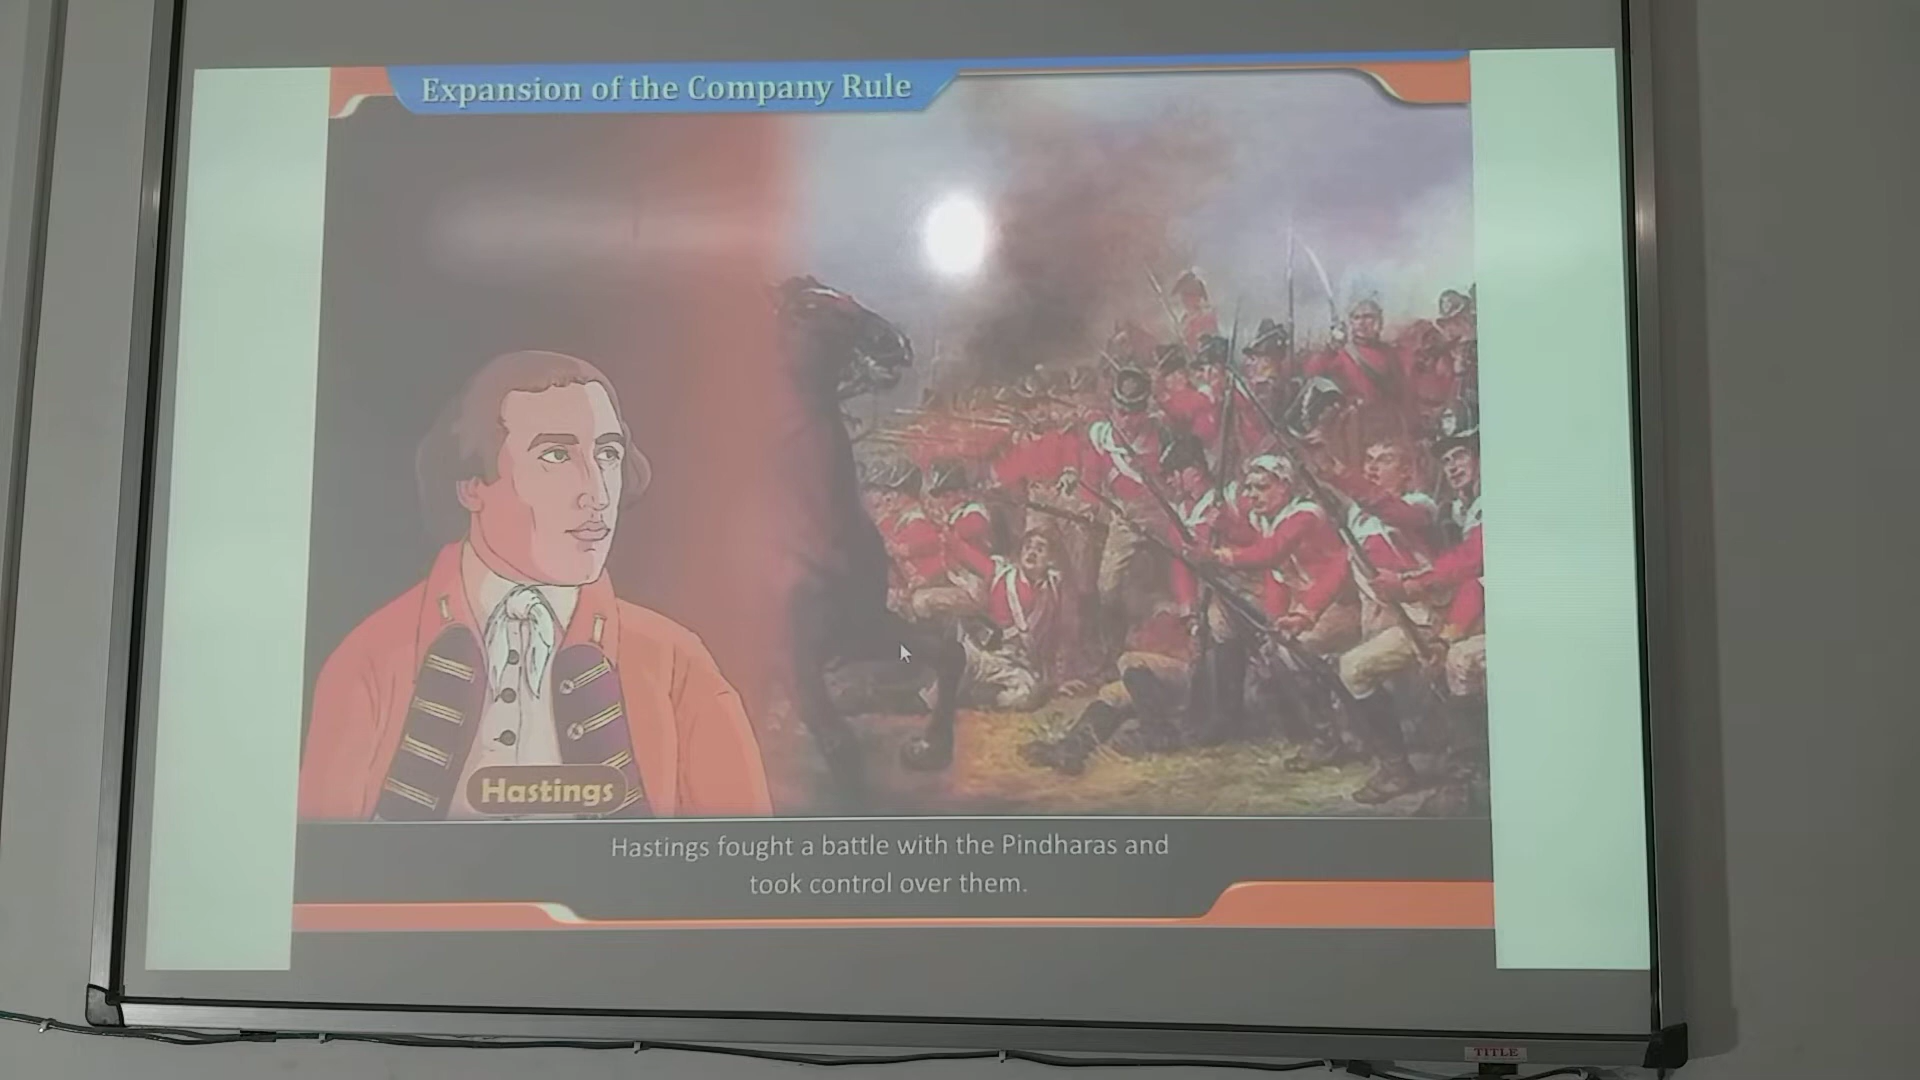 Expansion of the Company Rule
Hastings
Hastings fought a battle with the Pindharas and
took control over them.
TITLE